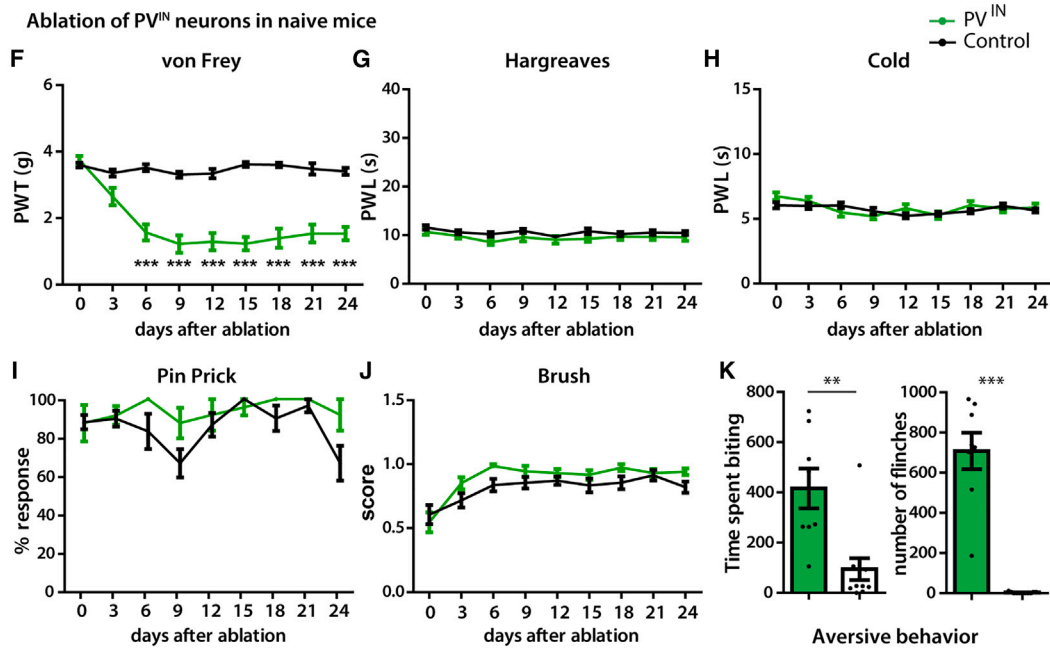 Ablation of PVᴵᴺ neurons in naive mice
PVᴵᴺ
Control
F
von Frey
PWT (g)
6
4
2
0
*** *** *** *** *** *** ***
0 3 6 9 12 15 18 21 24
days after ablation
G
Hargreaves
PWL (s)
40
30
20
10
0
0 3 6 9 12 15 18 21 24
days after ablation
H
Cold
PWL (s)
15
10
5
0
0 3 6 9 12 15 18 21 24
days after ablation
I
Pin Prick
% response
100
80
60
40
20
0
0 3 6 9 12 15 18 21 24
days after ablation
J
Brush
score
1.5
1.0
0.5
0.0
0 3 6 9 12 15 18 21 24
days after ablation
K
Time spent biting
800
600
400
200
0
**
number of flinches
1000
800
600
400
200
0
***
Aversive behavior